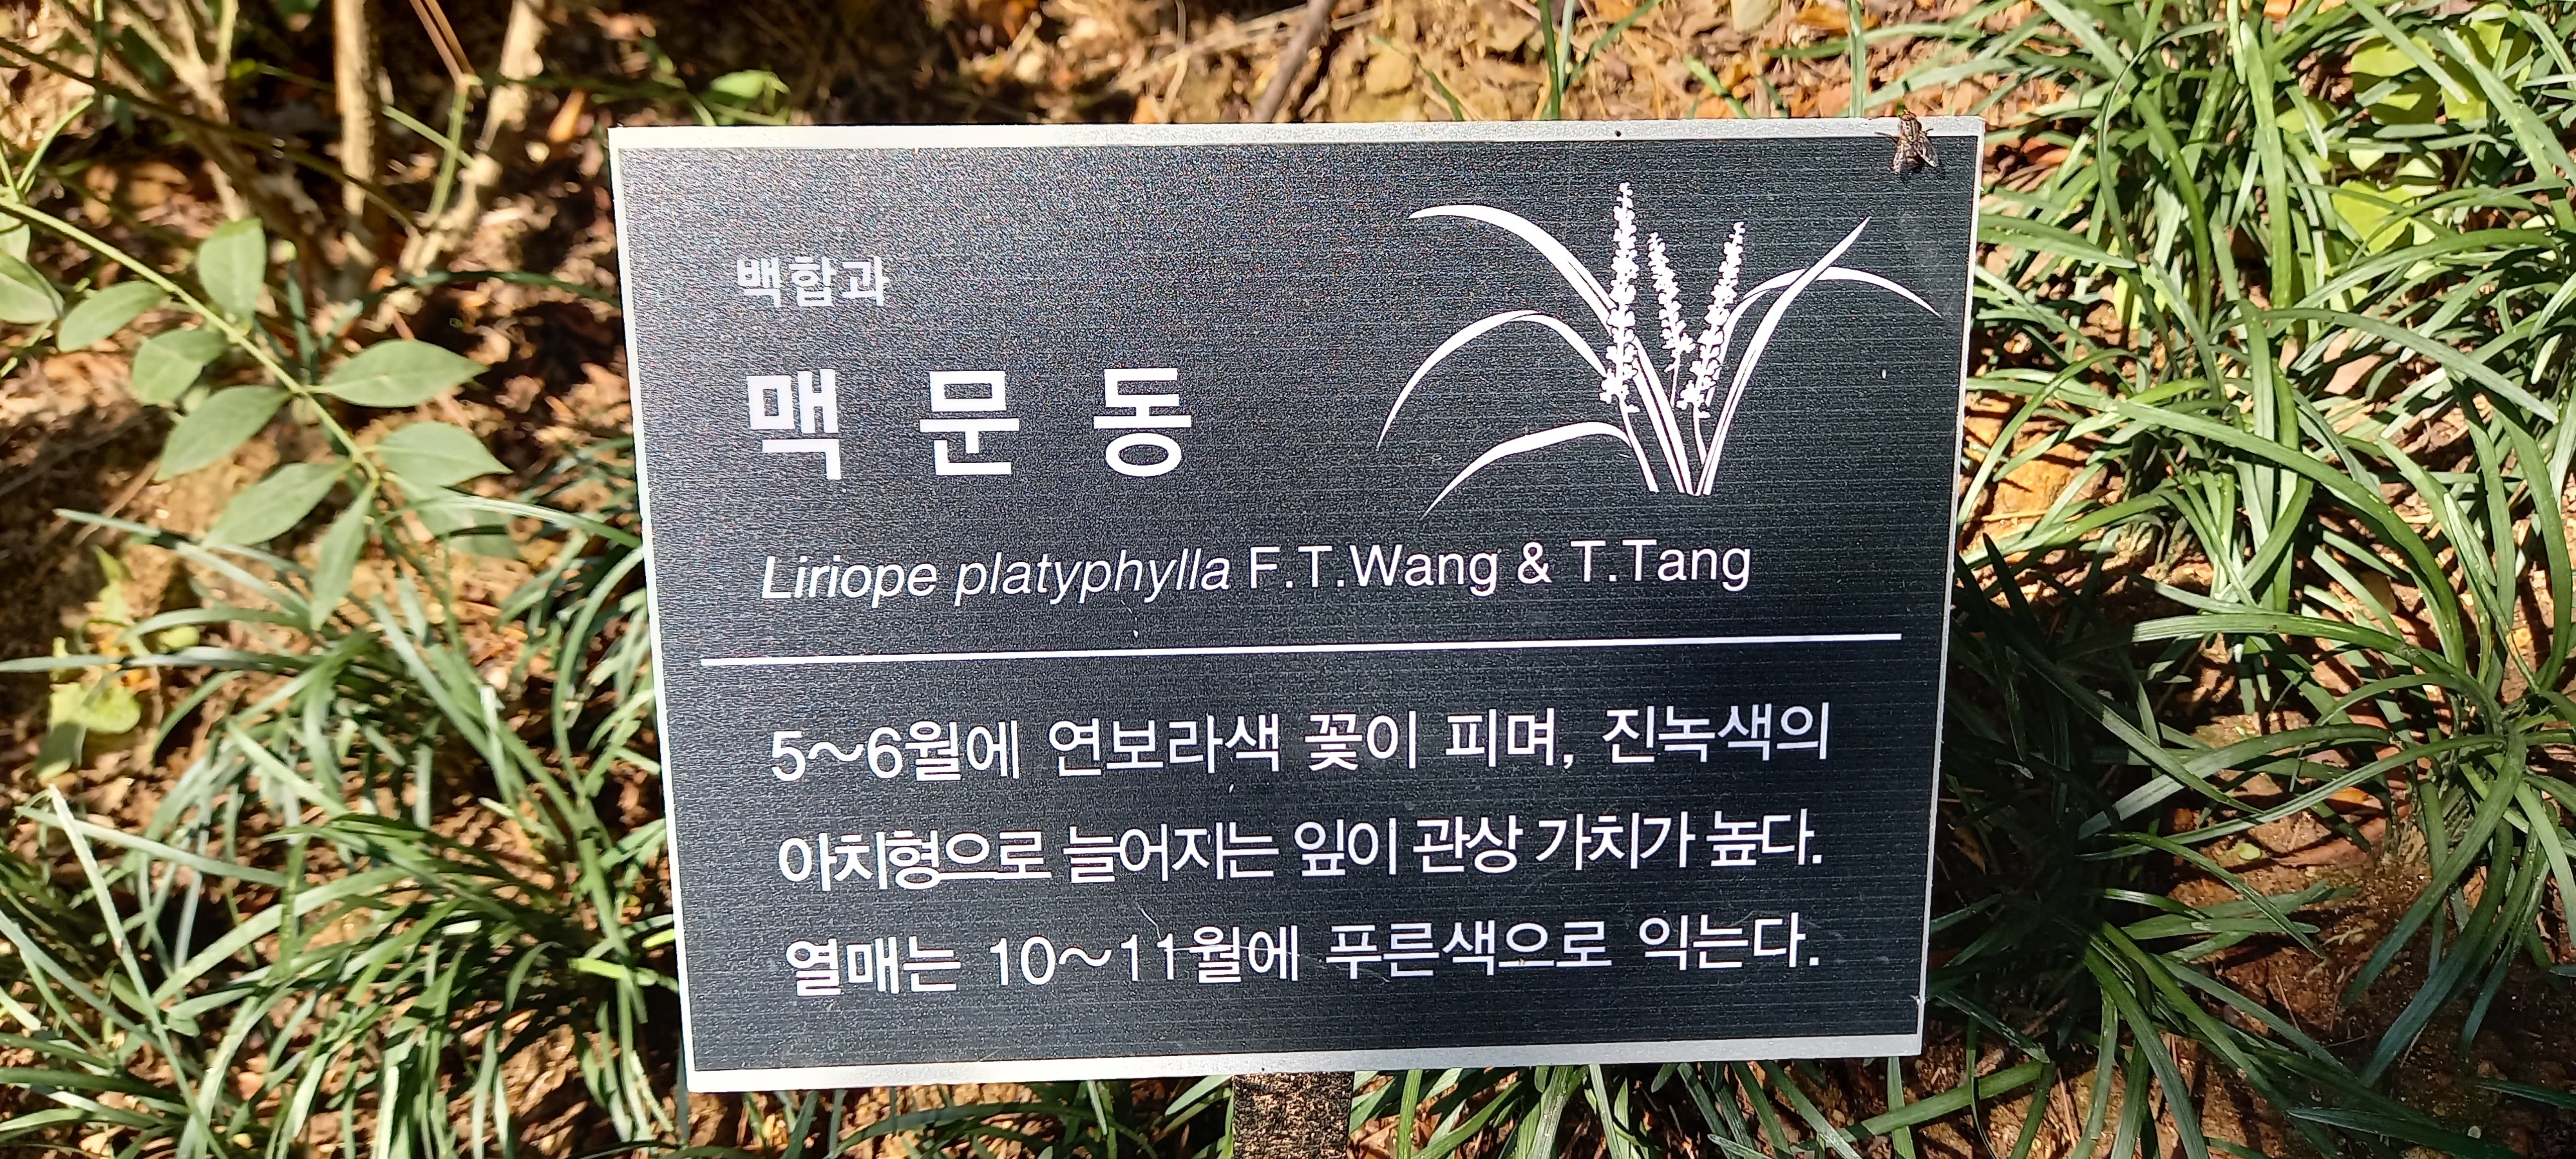 백합과
맥 문 동
Liriope platyphylla F.T.Wang & T.Tang
5~6월에 연보라색 꽃이 피며, 진녹색의
아치형으로 늘어지는 잎이 관상 가치가 높다.
열매는 10~11월에 푸른색으로 익는다.